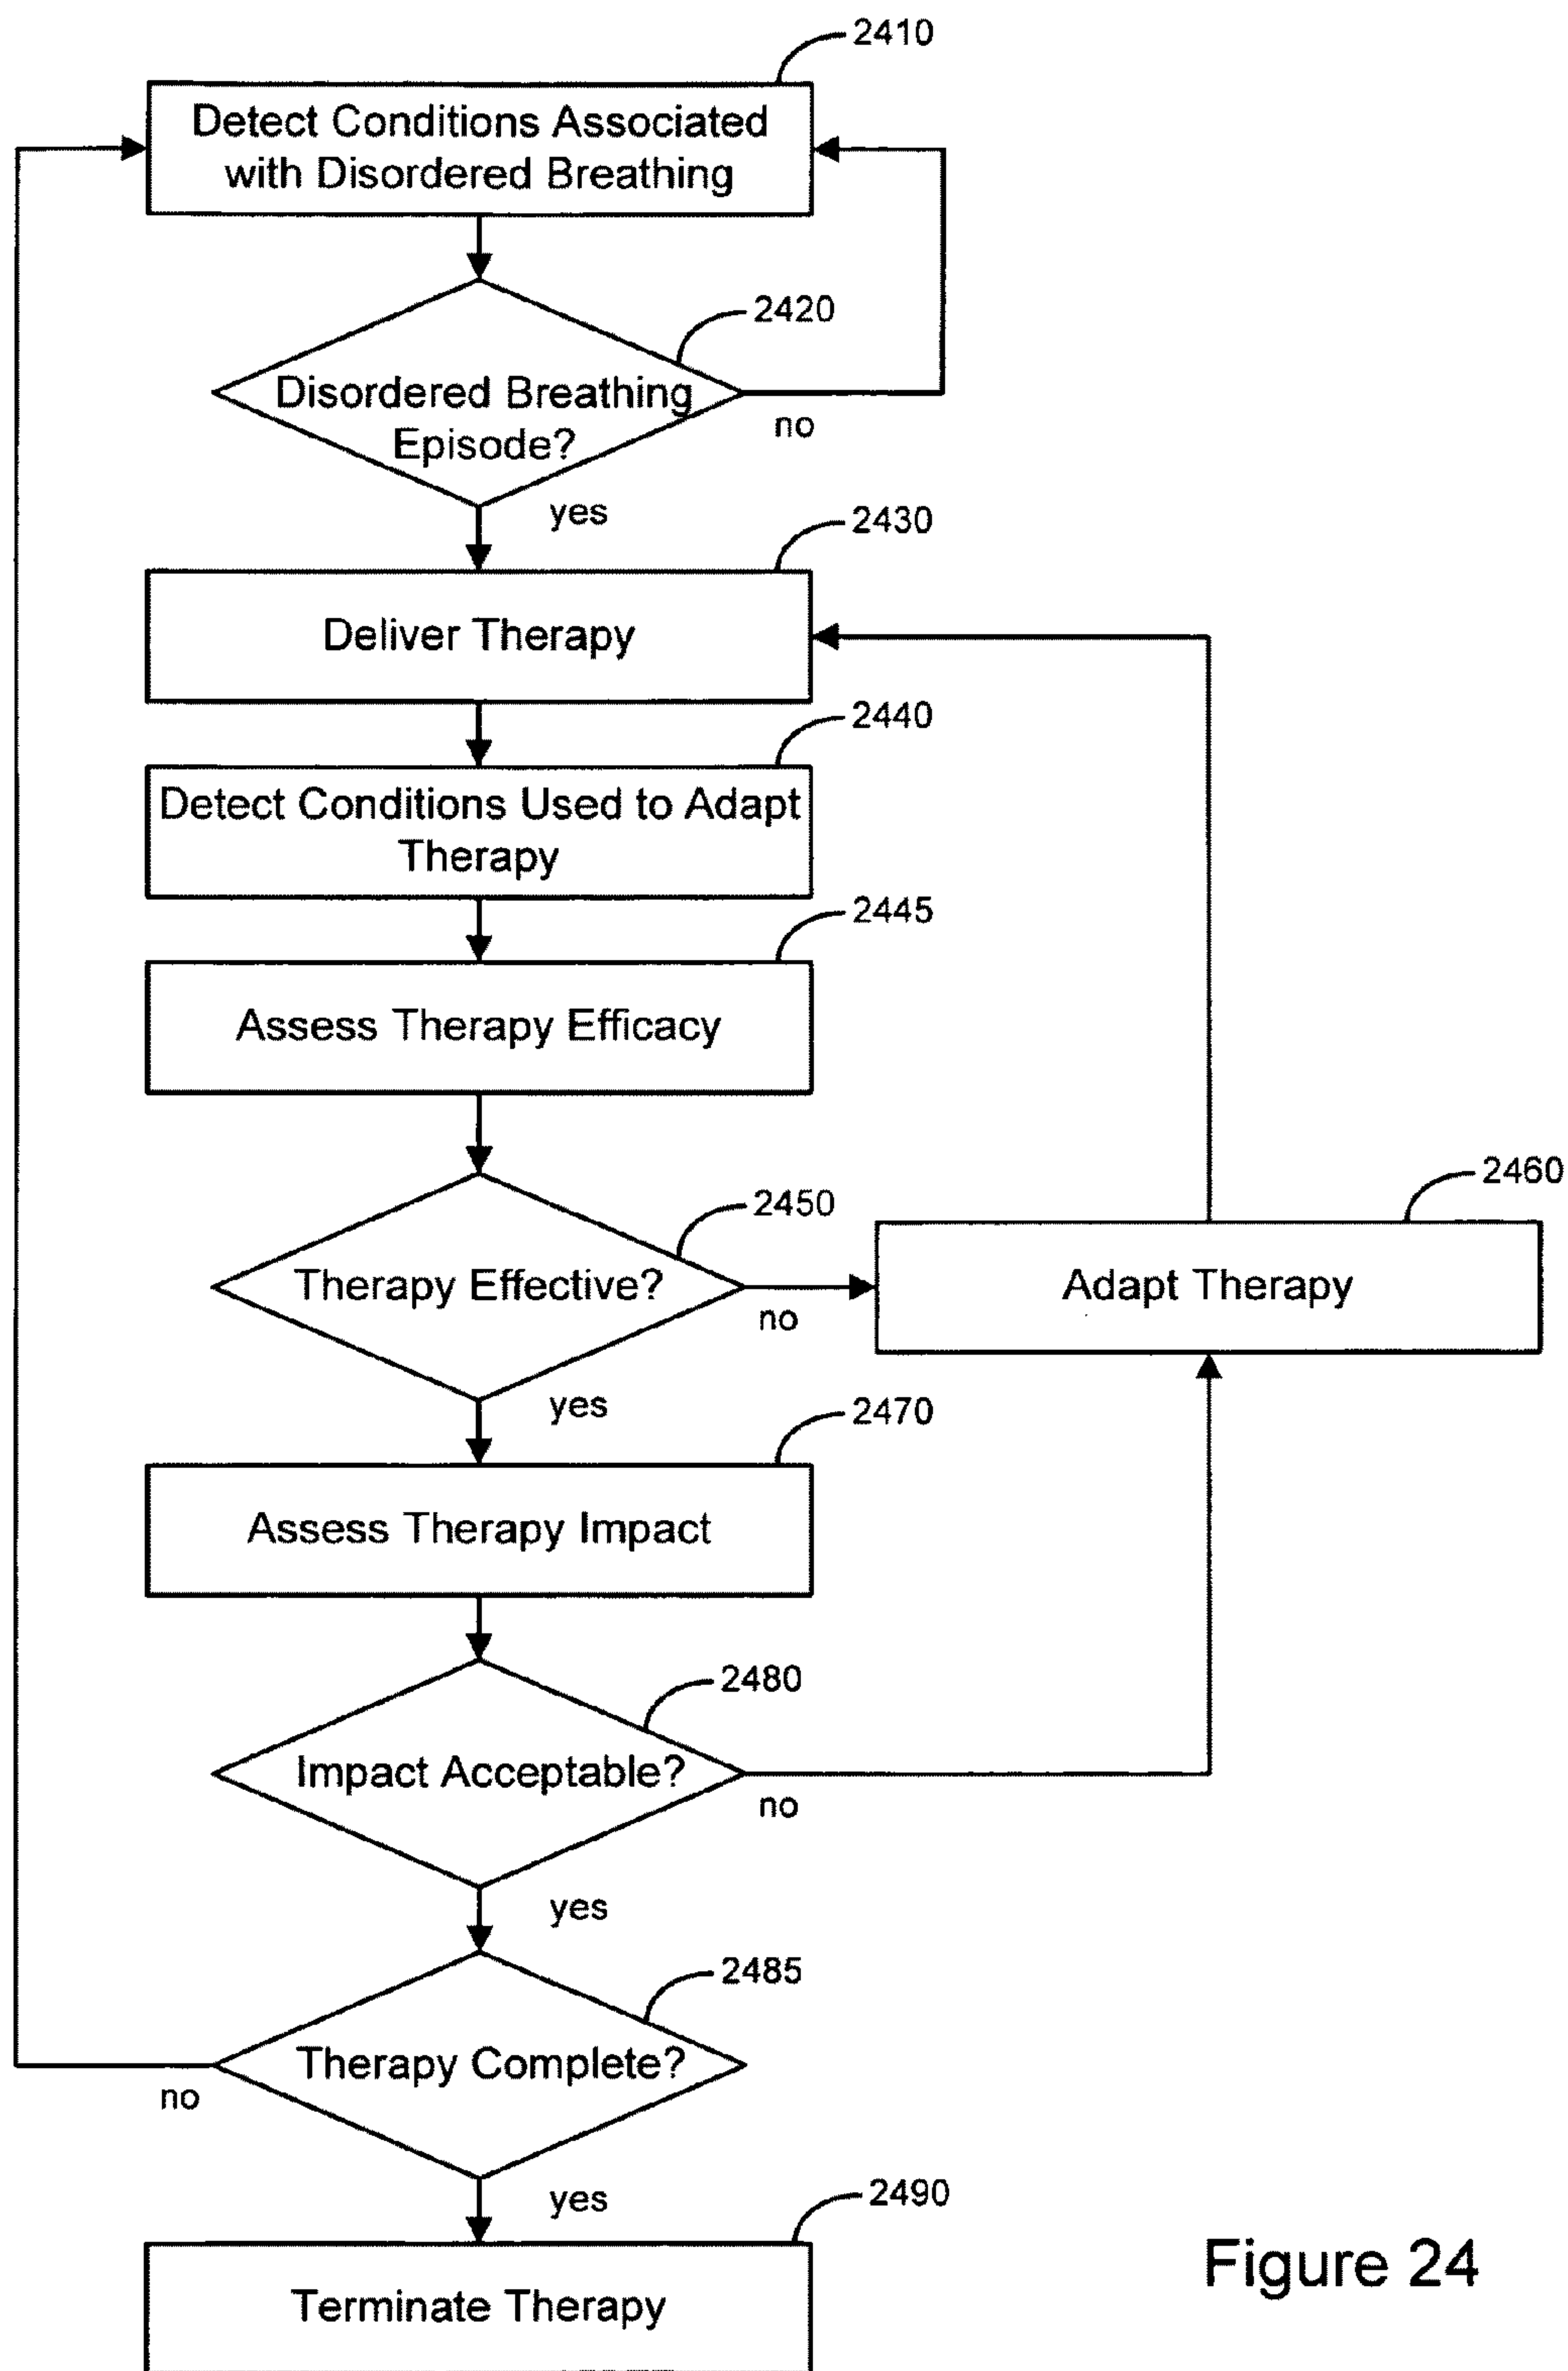 2410
Detect Conditions Associated
with Disordered Breathing
2420
Disordered Breathing
Episode?
no
yes
2430
Deliver Therapy
2440
Detect Conditions Used to Adapt
Therapy
2445
Assess Therapy Efficacy
2450
2460
Therapy Effective?
no
Adapt Therapy
yes
2470
Assess Therapy Impact
2480
Impact Acceptable?
no
yes
2485
Therapy Complete?
no
yes
2490
Terminate Therapy
Figure 24